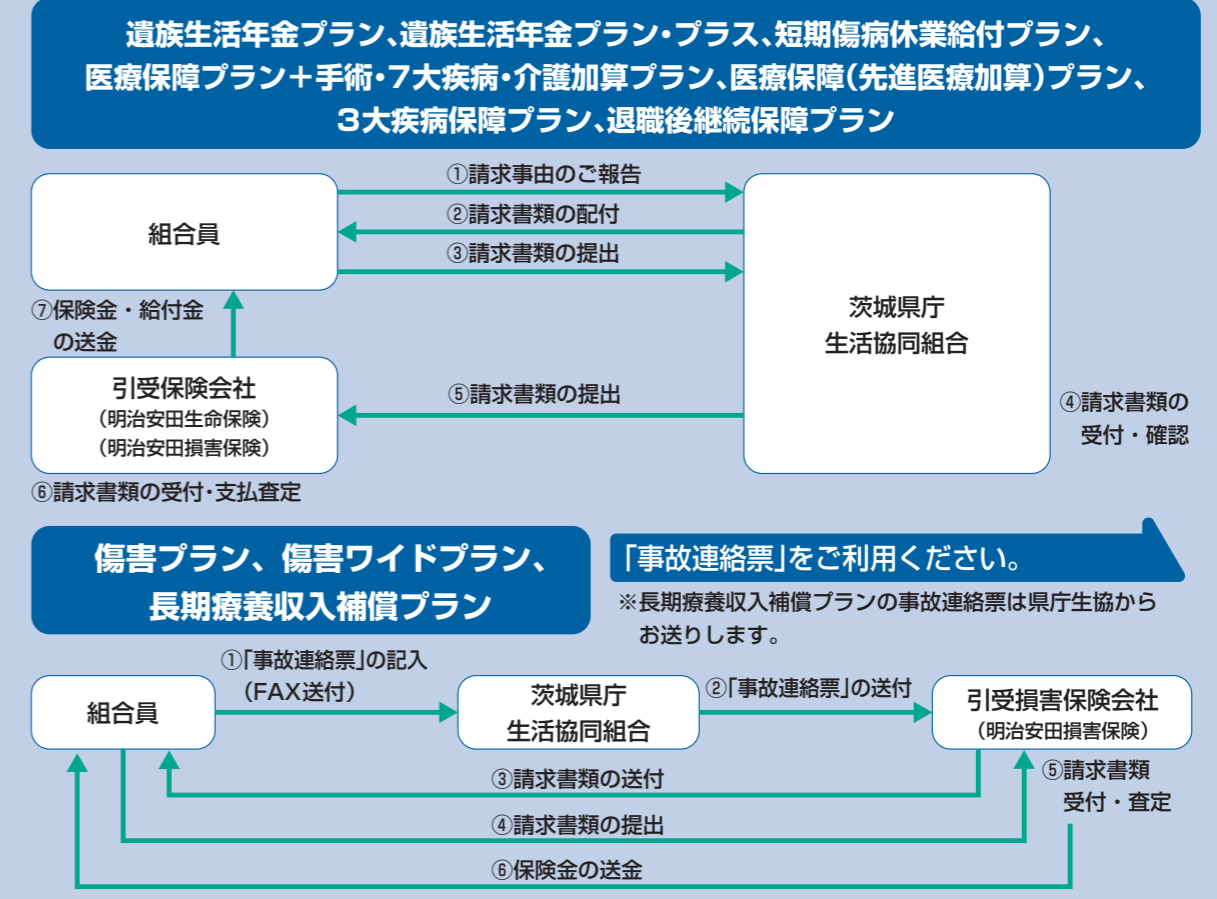 遺族生活年金プラン、遺族生活年金プラン・プラス、短期傷病休業給付プラン、
医療保障プラン＋手術・7大疾病・介護加算プラン、医療保障(先進医療加算)プラン、
3大疾病保障プラン、退職後継続保障プラン
①請求事由のご報告
②請求書類の配付
③請求書類の提出
組合員
茨城県庁
生活協同組合
⑦保険金・給付金
の送金
引受保険会社
（明治安田生命保険）
（明治安田損害保険）
⑤請求書類の提出
④請求書類の
受付・確認
⑥請求書類の受付・支払査定
傷害プラン、傷害ワイドプラン、
長期療養収入補償プラン
「事故連絡票」をご利用ください。
※長期療養収入補償プランの事故連絡票は県庁生協から
お送りします。
①「事故連絡票」の記入
（FAX送付）
組合員
茨城県庁
生活協同組合
②「事故連絡票」の送付
引受損害保険会社
（明治安田損害保険）
③請求書類の送付
⑤請求書類
受付・査定
④請求書類の提出
⑥保険金の送金